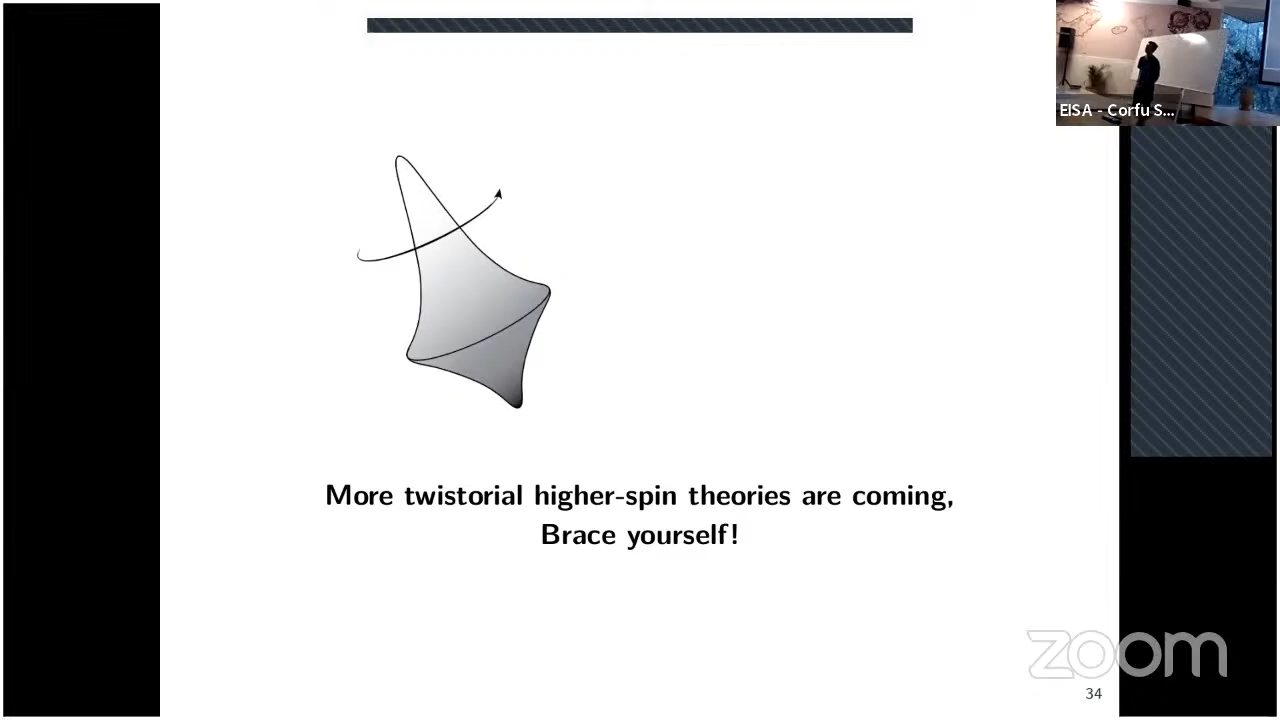 EISA - Corfu S...
More twistorial higher-spin theories are coming,
Brace yourself!
zoom
34